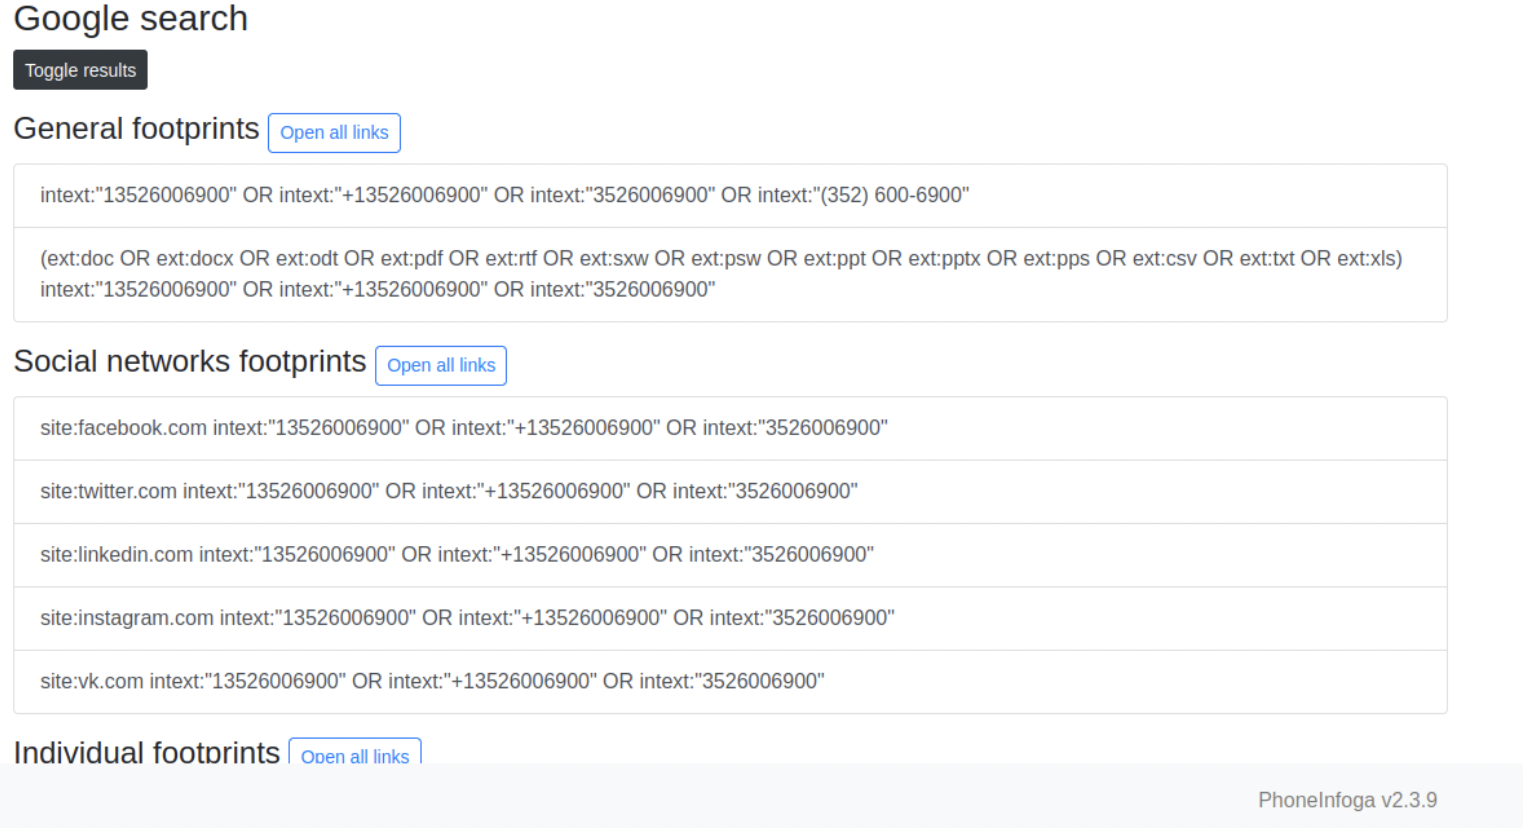 Google search
Toggle results
General footprints Open all links
intext:"13526006900" OR intext:"+13526006900" OR intext:"3526006900" OR intext:"(352) 600-6900"
(ext:doc OR ext:docx OR ext:odt OR ext:pdf OR ext:rtf OR ext:sxw OR ext:psw OR ext:ppt OR ext:pptx OR ext:pps OR ext:csv OR ext:txt OR ext:xls)
intext:"13526006900" OR intext:"+13526006900" OR intext:"3526006900"
Social networks footprints Open all links
site:facebook.com intext:"13526006900" OR intext:"+13526006900" OR intext:"3526006900"
site:twitter.com intext:"13526006900" OR intext:"+13526006900" OR intext:"3526006900"
site:linkedin.com intext:"13526006900" OR intext:"+13526006900" OR intext:"3526006900"
site:instagram.com intext:"13526006900" OR intext:"+13526006900" OR intext:"3526006900"
site:vk.com intext:"13526006900" OR intext:"+13526006900" OR intext:"3526006900"
Individual footprints Open all links
PhoneInfoga v2.3.9